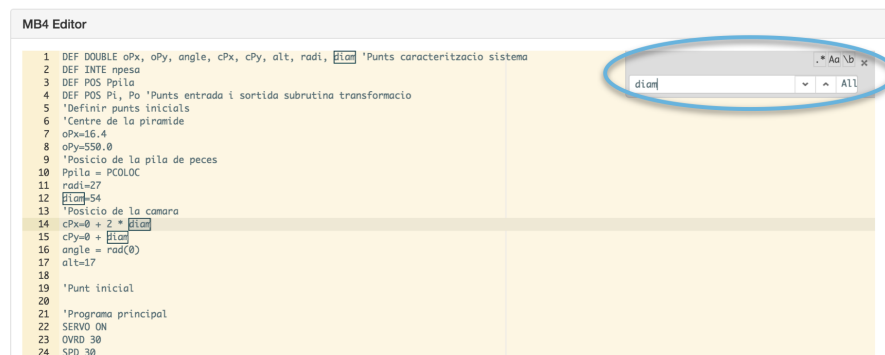 MB4 Editor
1 DEF DOUBLE oPx, oPy, angle, cPx, cPy, alt, radi, diam 'Punts caracteritzacio sistema
2 DEF INTE npesa
3 DEF POS Ppila
4 DEF POS Pi, Po 'Punts entrada i sortida subrutina transformacio
5 'Definir punts inicials
6 'Centre de la piramide
7 oPx=16.4
8 oPy=550.0
9 'Posicio de la pila de peces
10 Ppila = PCOLOC
11 radi=27
12 diam=54
13 'Posicio de la camara
14 cPx=0 + 2 * diam
15 cPy=0 + diam
16 angle = rad(0)
17 alt=17
18
19 'Punt inicial
20
21 'Programa principal
22 SERVO ON
23 OVRD 30
24 SPD 30
.* Aa \b ×
diam All